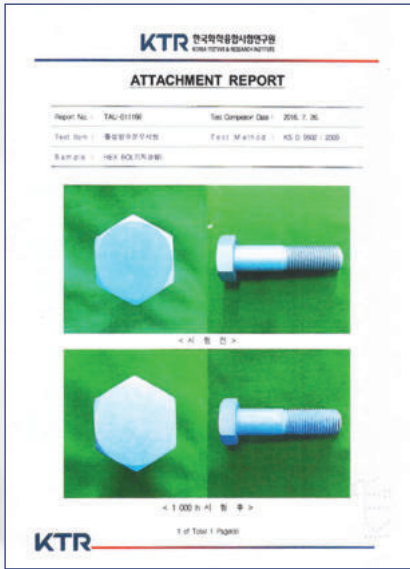 KTR 한국화학융합시험연구원
KOREA TESTING & RESEARCH INSTITUTE
ATTACHMENT REPORT
Report No. : Test Completion Date : 2016. 7. 26.
Test Item : 중성염수분무시험 Test Method : KS D 9502 : 2009
Sample : HEX BOLT
< 시 험 전 >
< 1 000 h 시 험 후 >
1 of Total 1 Page(s)
KTR